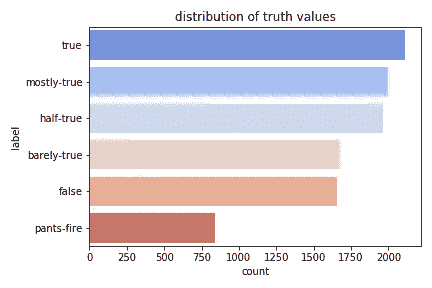 distribution of truth values
true
mostly-true
half-true
barely-true
false
pants-fire
label
0 250 500 750 1000 1250 1500 1750 2000
count